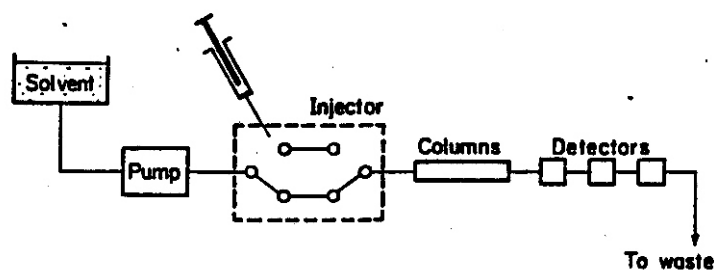 Solvent
Injector
Pump
Columns
Detectors
To waste